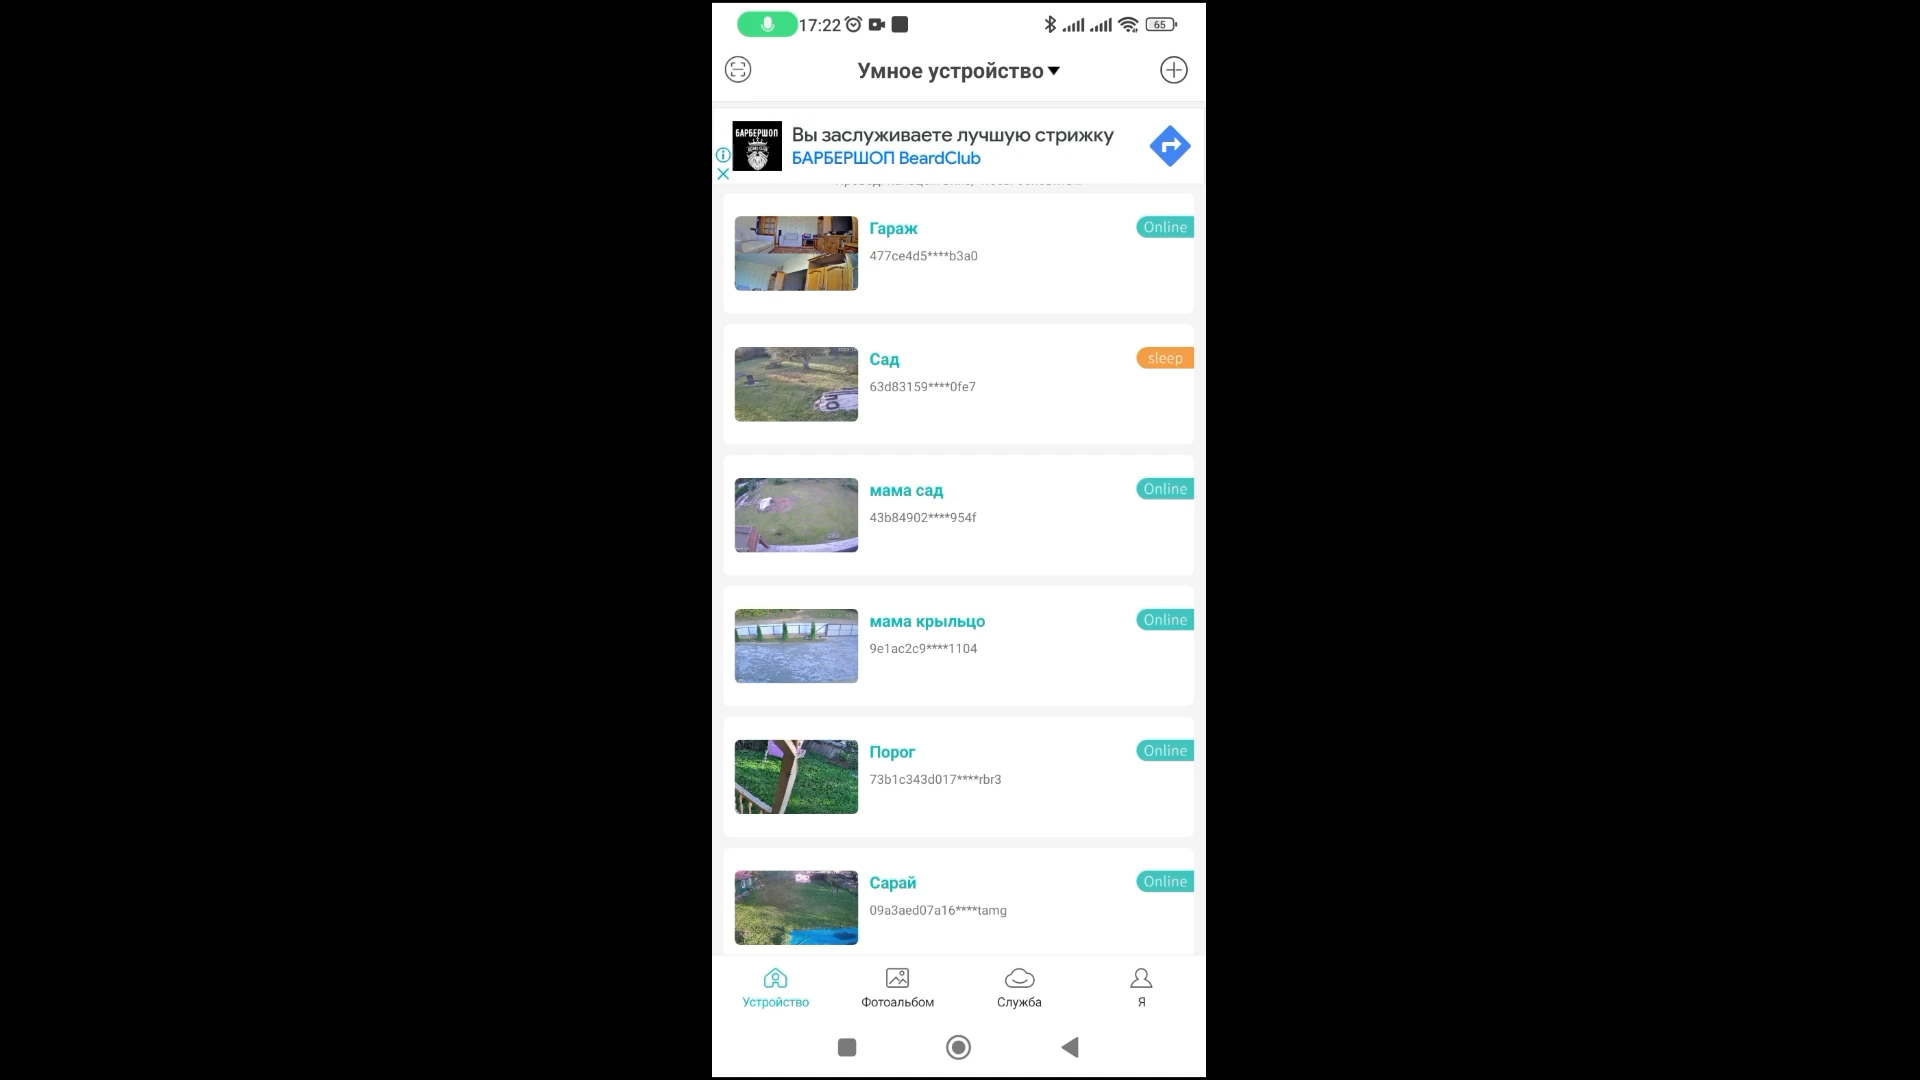 17:22
65
Умное устройство
БАРБЕРШОП
Вы заслуживаете лучшую стрижку
БАРБЕРШОП BeardClub
Гараж
Online
477ce4d5****b3a0
Сад
sleep
63d83159****0fe7
мама сад
Online
43b84902****954f
мама крыльцо
Online
9e1ac2c9****1104
Порог
Online
73b1c343d017****rbr3
Сарай
Online
09a3aed07a16****tamg
Устройство
Фотоальбом
Служба
Я